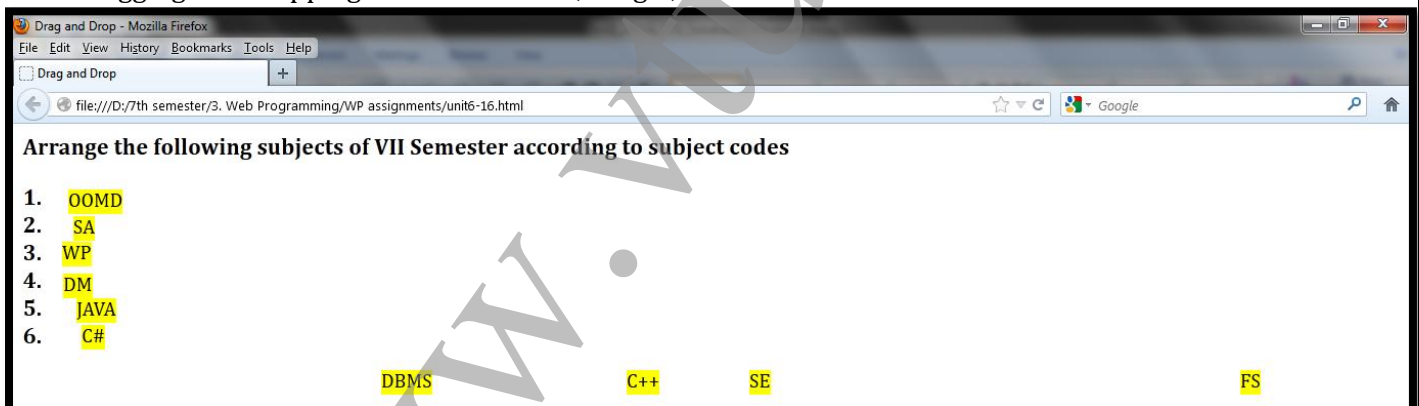 Drag and Drop - Mozilla Firefox
File Edit View History Bookmarks Tools Help
Drag and Drop +
file:///D:/7th semester/3. Web Programming/WP assignments/unit6-16.html Google
Arrange the following subjects of VII Semester according to subject codes
1. OOMD
2. SA
3. WP
4. DM
5. JAVA
6. C#
DBMS C++ SE FS